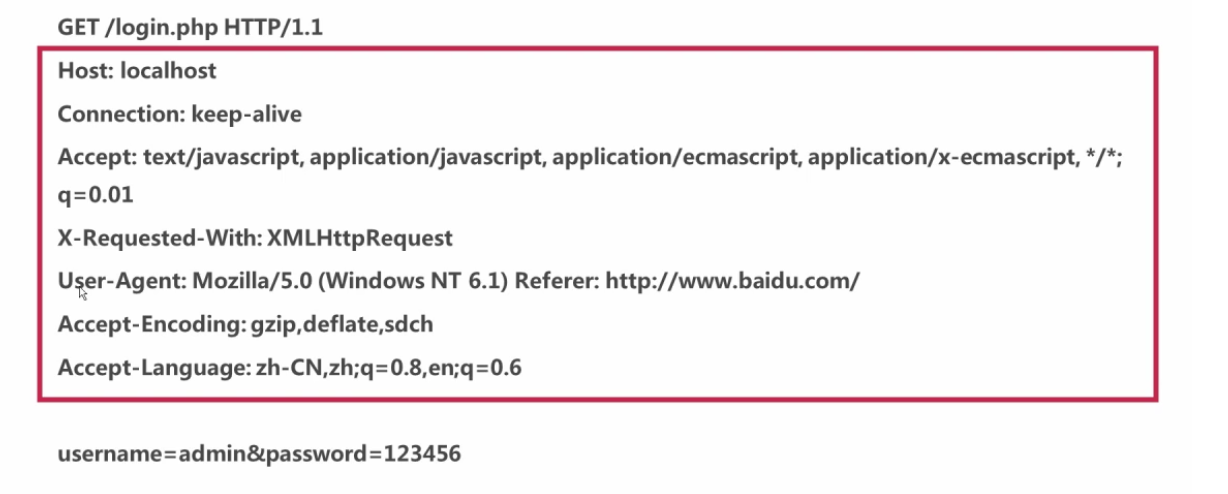 GET /login.php HTTP/1.1
Host: localhost
Connection: keep-alive
Accept: text/javascript, application/javascript, application/ecmascript, application/x-ecmascript, */*;
q=0.01
X-Requested-With: XMLHttpRequest
User-Agent: Mozilla/5.0 (Windows NT 6.1) Referer: http://www.baidu.com/
Accept-Encoding: gzip,deflate,sdch
Accept-Language: zh-CN,zh;q=0.8,en;q=0.6
username=admin&password=123456